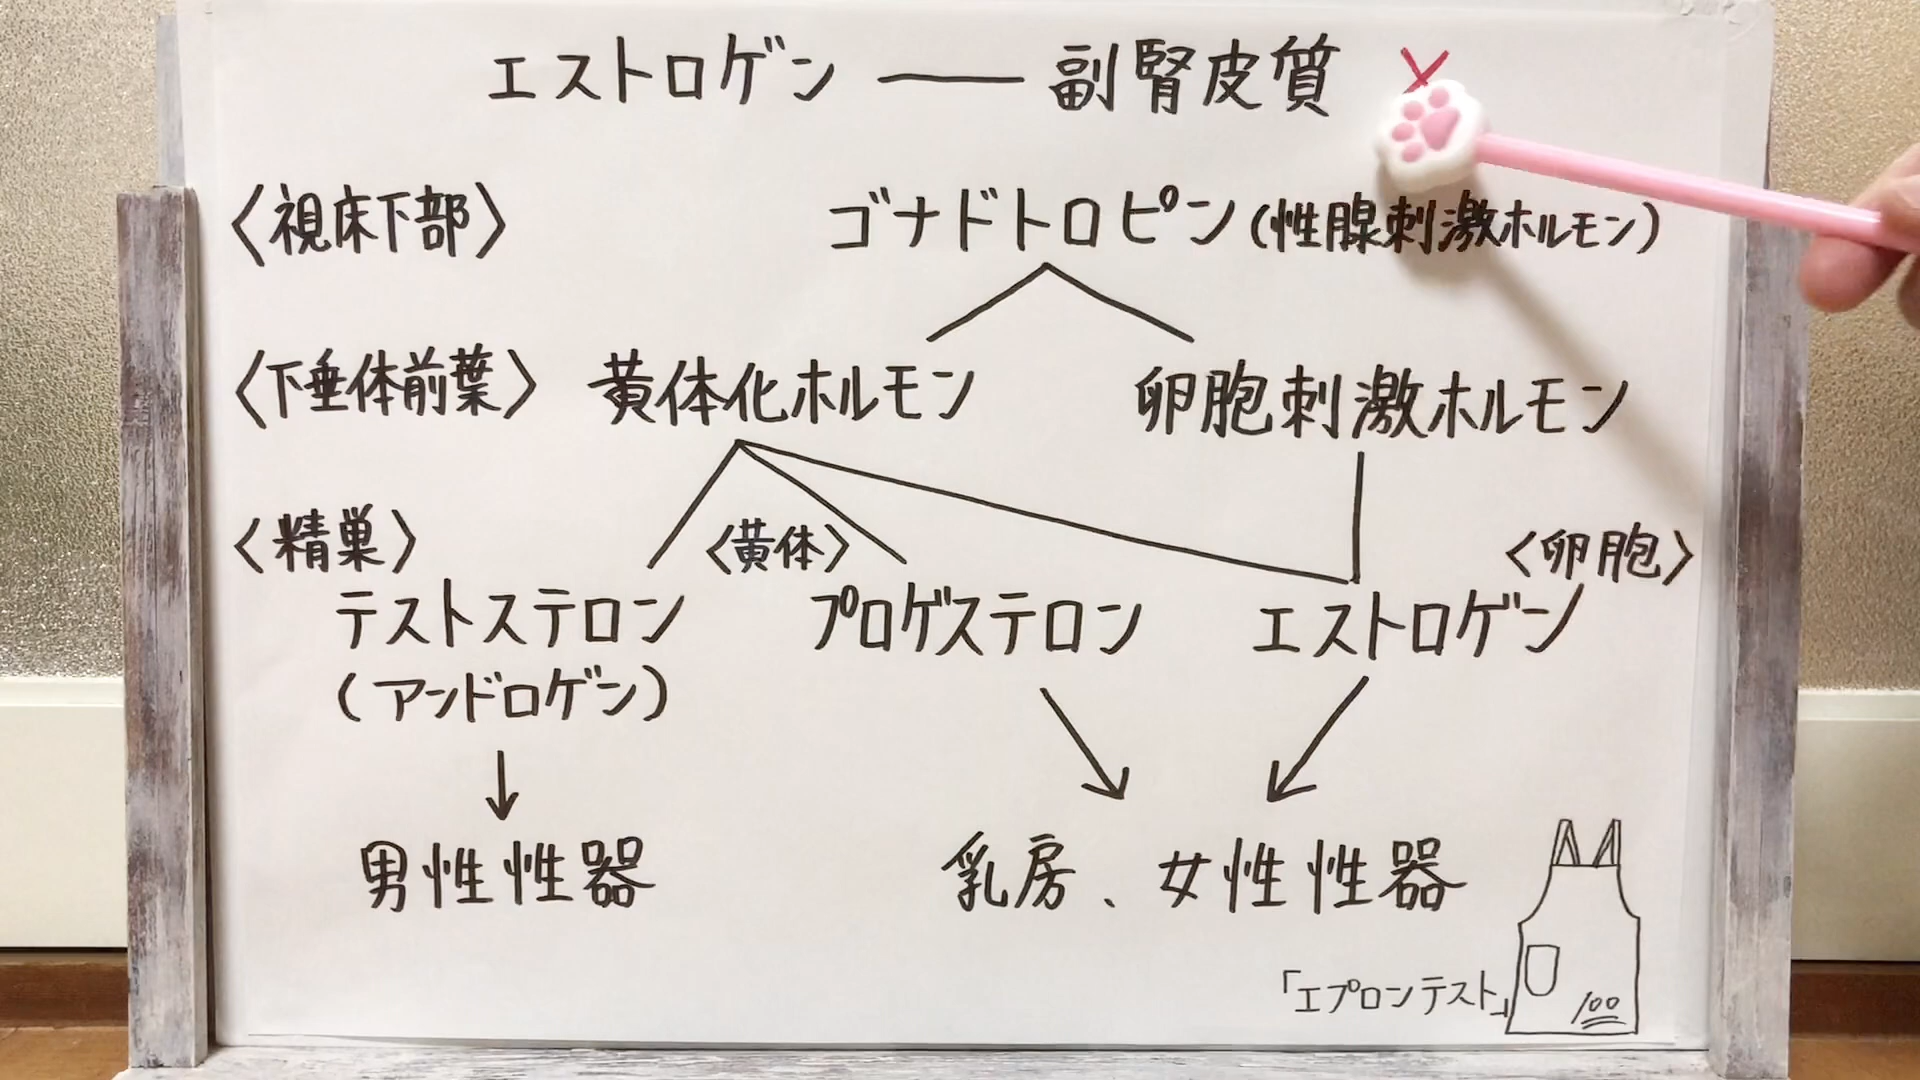 エストロゲン ― 副腎皮質 ×
〈視床下部〉 ゴナドトロピン(性腺刺激ホルモン)
〈下垂体前葉〉 黄体化ホルモン 卵胞刺激ホルモン
〈精巣〉 〈黄体〉 〈卵胞〉
テストステロン プロゲステロン エストロゲン
(アンドロゲン)
男性性器 乳房、女性性器
「エプロンテスト」 100